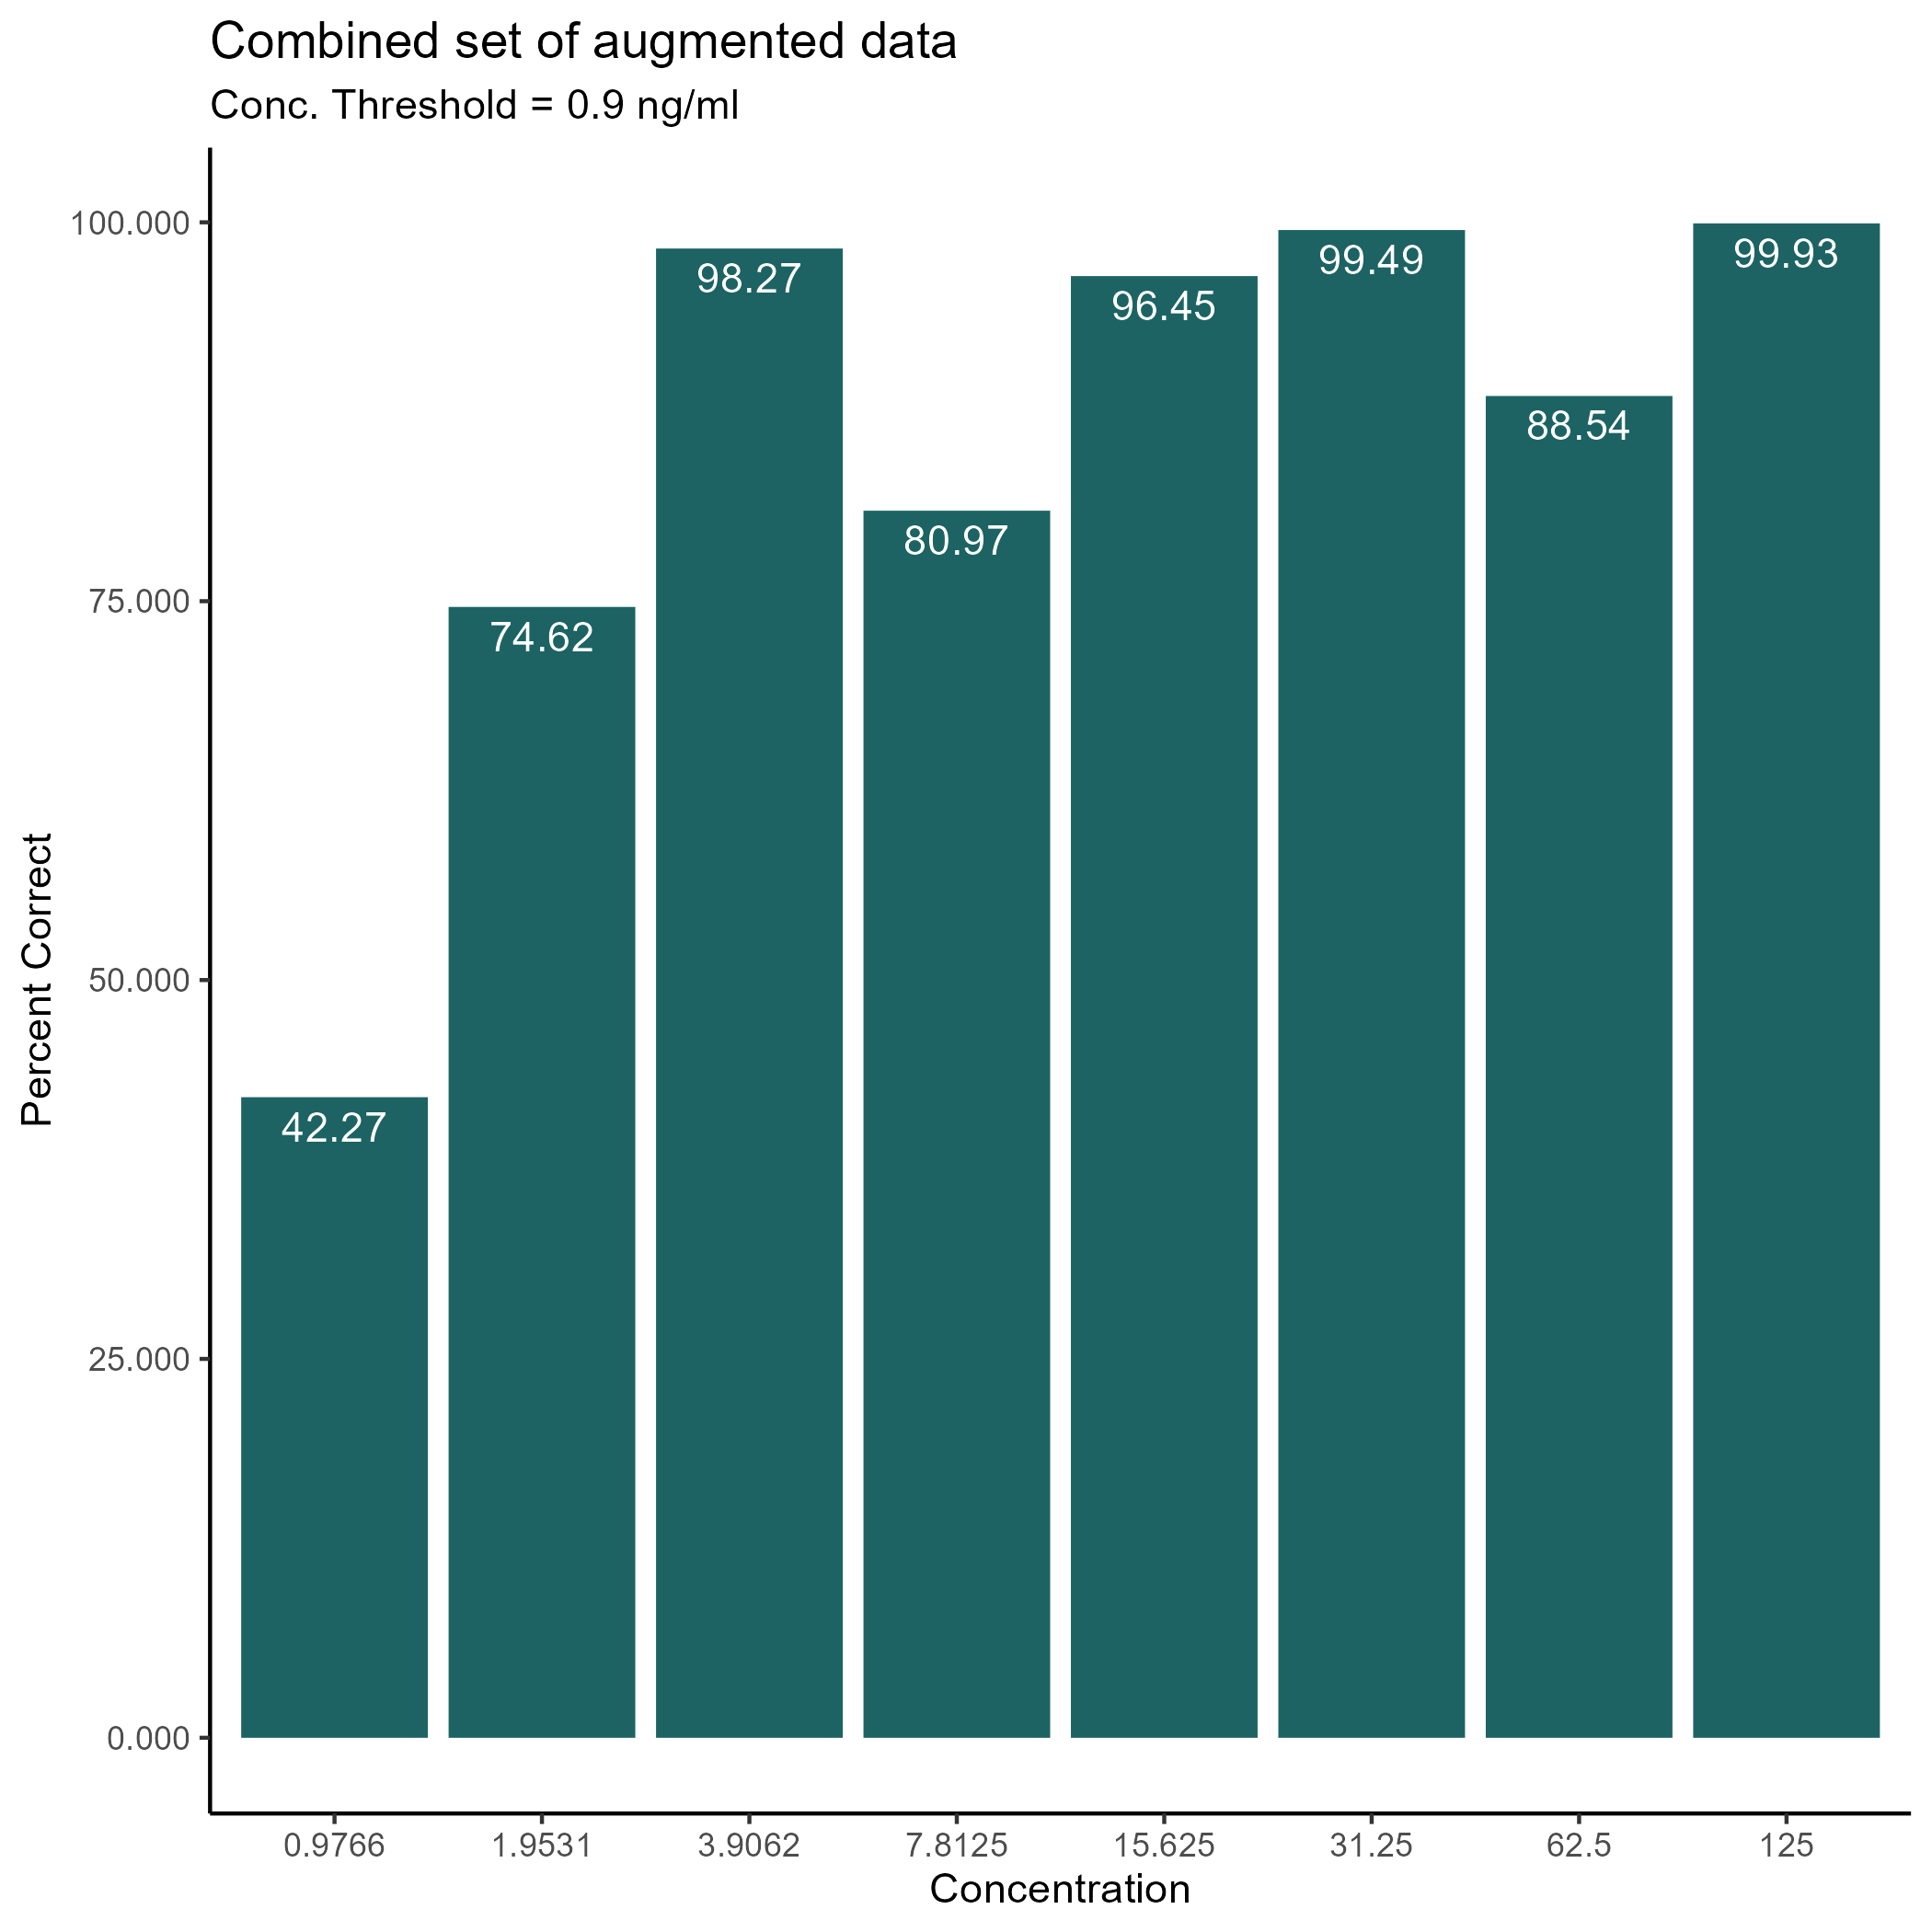 Combined set of augmented data
Conc. Threshold = 0.9 ng/ml
Percent Correct
100.000
75.000
50.000
25.000
0.000
42.27
74.62
98.27
80.97
96.45
99.49
88.54
99.93
0.9766 1.9531 3.9062 7.8125 15.625 31.25 62.5 125
Concentration